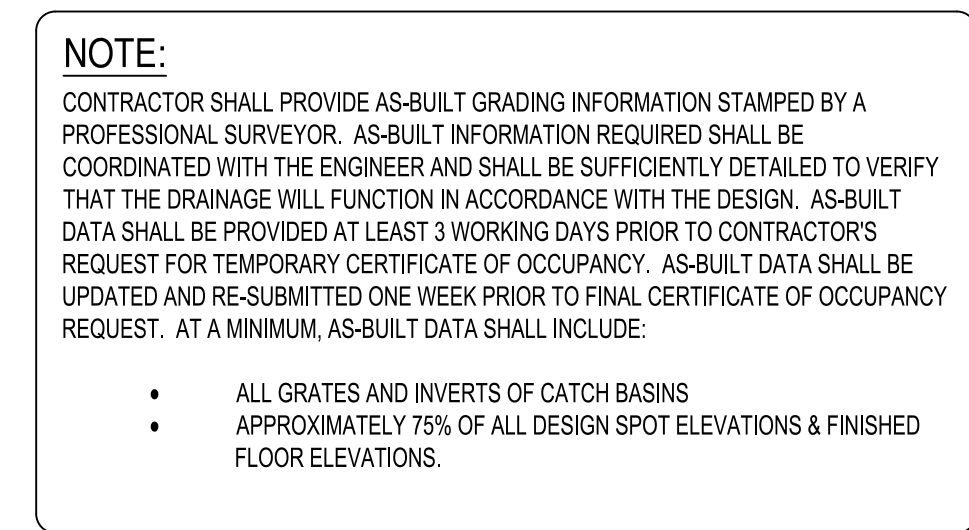 NOTE:
CONTRACTOR SHALL PROVIDE AS-BUILT GRADING INFORMATION STAMPED BY A
PROFESSIONAL SURVEYOR.  AS-BUILT INFORMATION REQUIRED SHALL BE
COORDINATED WITH THE ENGINEER AND SHALL BE SUFFICIENTLY DETAILED TO VERIFY
THAT THE DRAINAGE WILL FUNCTION IN ACCORDANCE WITH THE DESIGN.  AS-BUILT
DATA SHALL BE PROVIDED AT LEAST 3 WORKING DAYS PRIOR TO CONTRACTOR'S
REQUEST FOR TEMPORARY CERTIFICATE OF OCCUPANCY.  AS-BUILT DATA SHALL BE
UPDATED AND RE-SUBMITTED ONE WEEK PRIOR TO FINAL CERTIFICATE OF OCCUPANCY
REQUEST.  AT A MINIMUM, AS-BUILT DATA SHALL INCLUDE:
• ALL GRATES AND INVERTS OF CATCH BASINS
• APPROXIMATELY 75% OF ALL DESIGN SPOT ELEVATIONS & FINISHED
FLOOR ELEVATIONS.